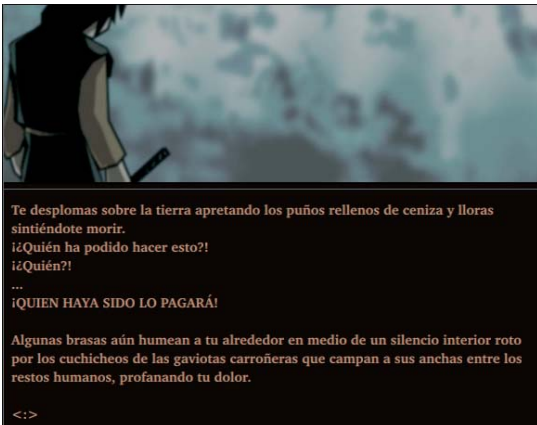 Te desplomas sobre la tierra apretando los puños rellenos de ceniza y lloras
sintiéndote morir.
¡¿Quién ha podido hacer esto?!
¡¿Quién?!
...
¡QUIEN HAYA SIDO LO PAGARÁ!
Algunas brasas aún humean a tu alrededor en medio de un silencio interior roto
por los cuchicheos de las gaviotas carroñeras que campan a sus anchas entre los
restos humanos, profanando tu dolor.
<:>